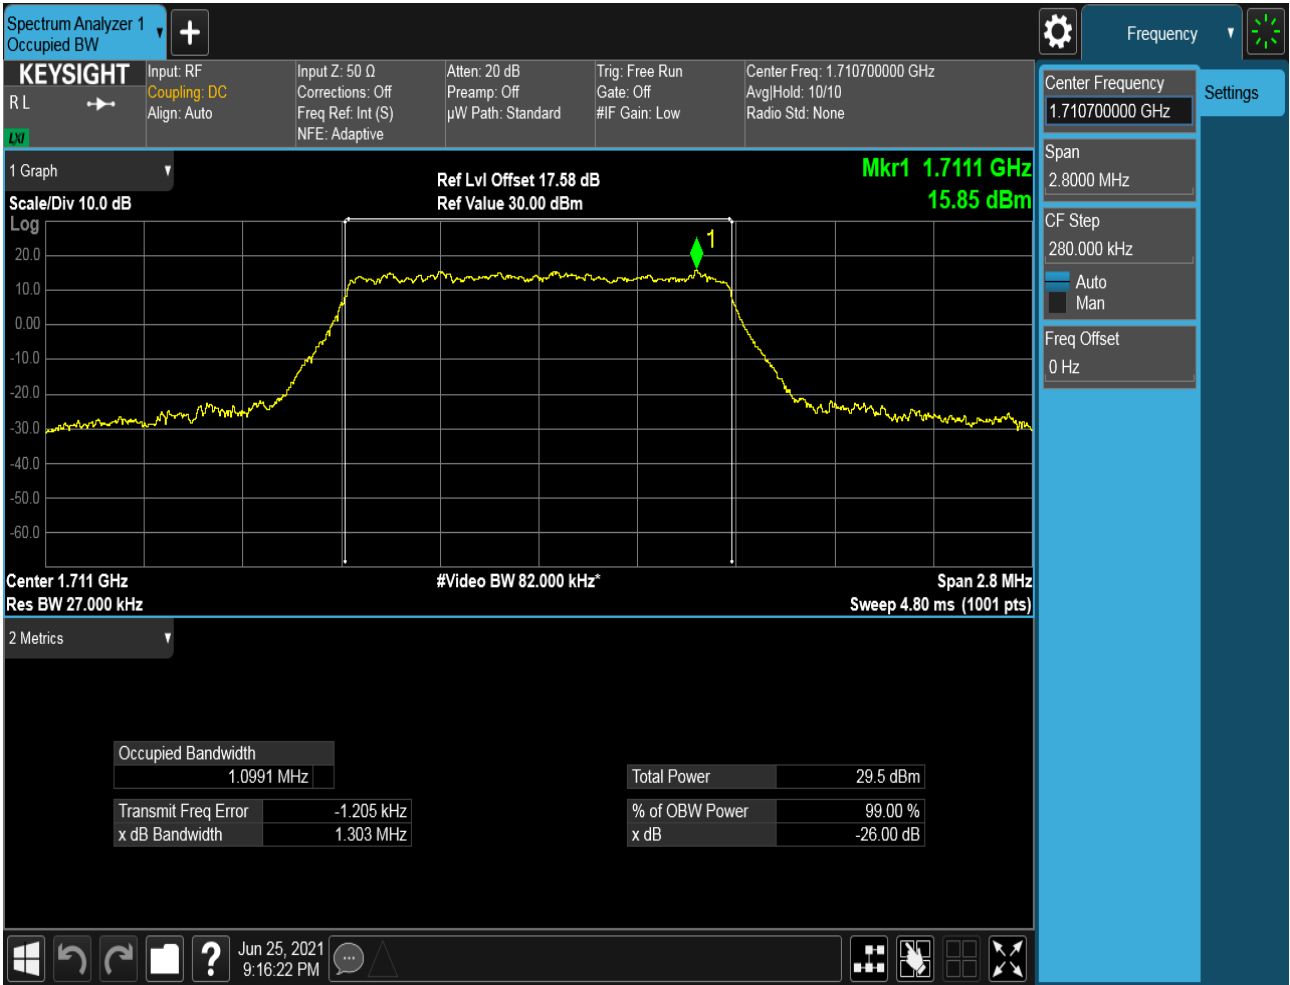 Spectrum Analyzer 1
Occupied BW
Frequency
KEYSIGHT
R L
LXI
Input: RF
Coupling: DC
Align: Auto
Input Z: 50 Ω
Corrections: Off
Freq Ref: Int (S)
NFE: Adaptive
Atten: 20 dB
Preamp: Off
µW Path: Standard
Trig: Free Run
Gate: Off
#IF Gain: Low
Center Freq: 1.710700000 GHz
Avg|Hold: 10/10
Radio Std: None
Center Frequency
1.710700000 GHz
Settings
Span
2.8000 MHz
CF Step
280.000 kHz
Auto
Man
Freq Offset
0 Hz
1 Graph
Scale/Div 10.0 dB
Ref Lvl Offset 17.58 dB
Ref Value 30.00 dBm
Mkr1 1.7111 GHz
15.85 dBm
Log
1
20.0
10.0
0.00
-10.0
-20.0
-30.0
-40.0
-50.0
-60.0
Center 1.711 GHz
#Video BW 82.000 kHz*
Span 2.8 MHz
Res BW 27.000 kHz
Sweep 4.80 ms (1001 pts)
2 Metrics
Occupied Bandwidth
1.0991 MHz
Total Power 29.5 dBm
Transmit Freq Error -1.205 kHz
% of OBW Power 99.00 %
x dB Bandwidth 1.303 MHz
x dB -26.00 dB
?
Jun 25, 2021
9:16:22 PM